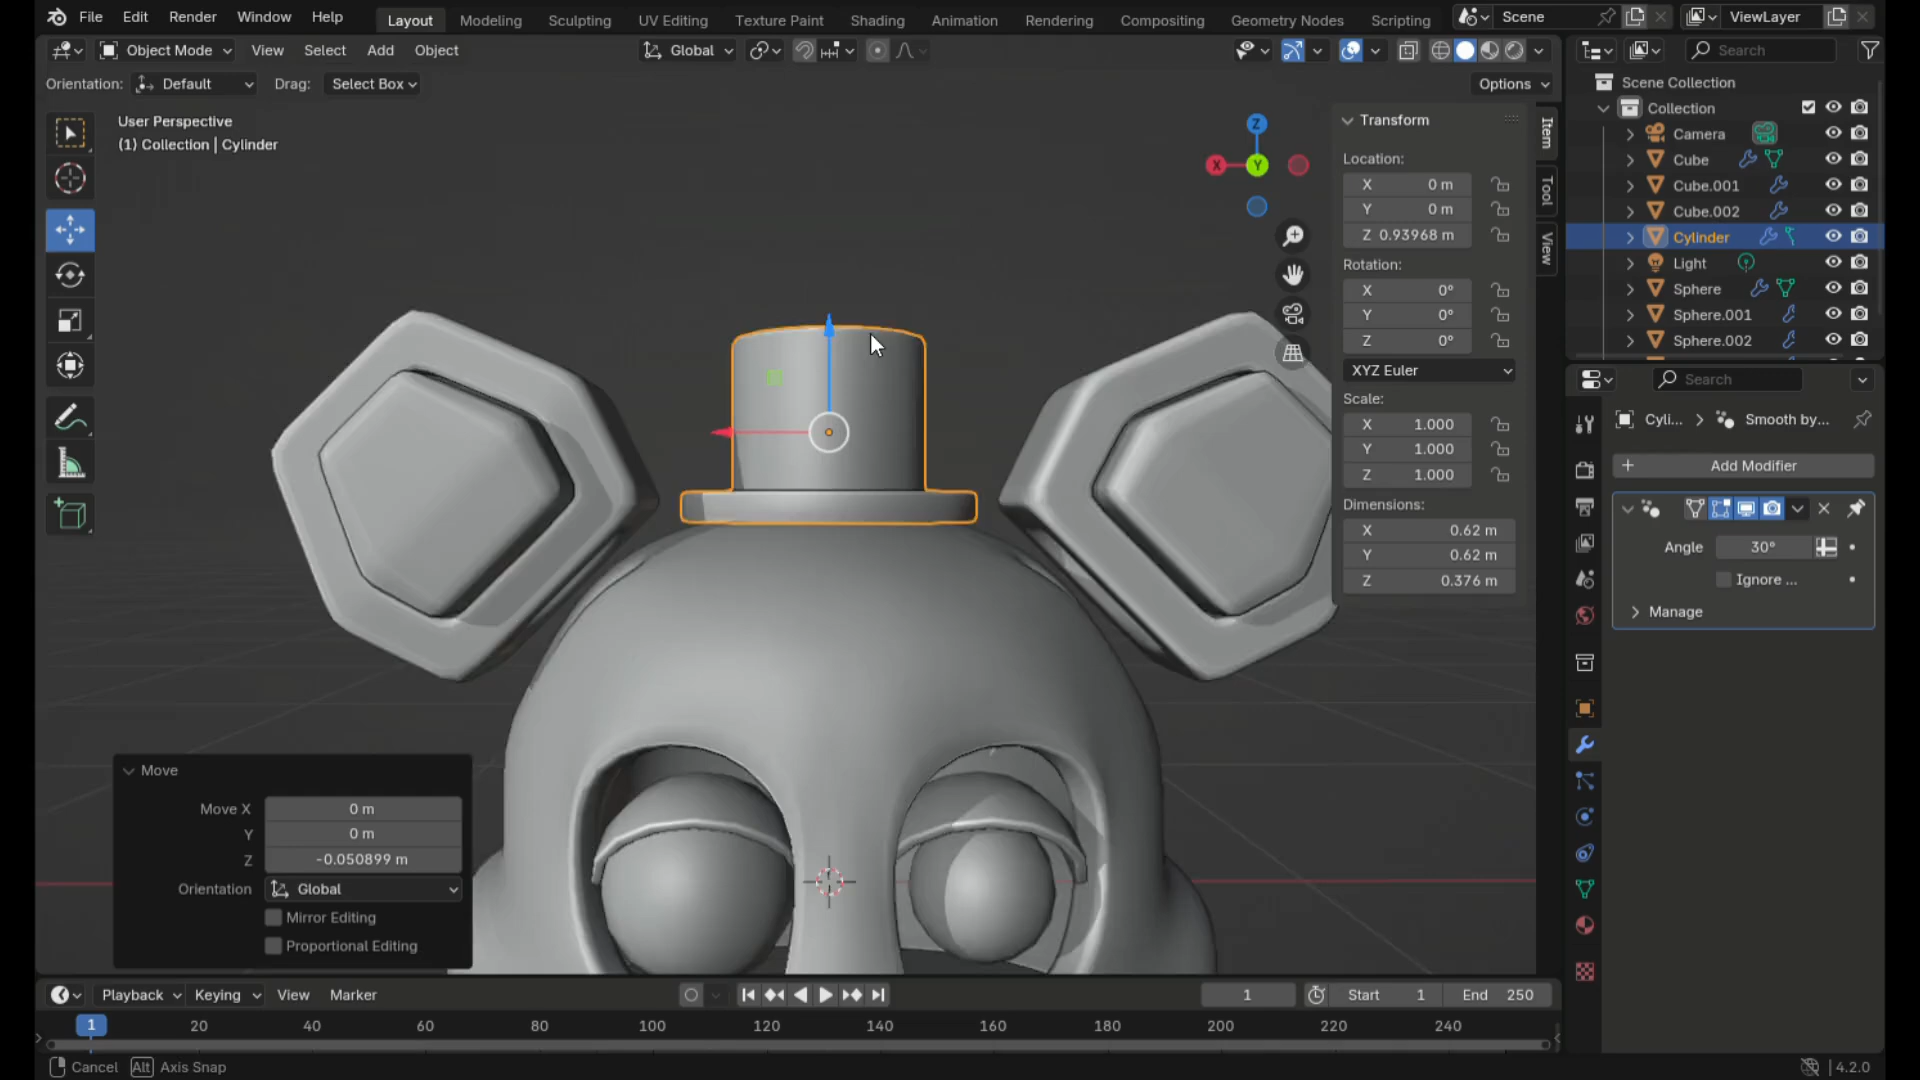 File Edit Render Window Help Layout Modeling Sculpting UV Editing Texture Paint Shading Animation Rendering Compositing Geometry Nodes Scripting Scene ViewLayer
Object Mode View Select Add Object Global Search
Orientation: Default Drag: Select Box Options
User Perspective
(1) Collection | Cylinder
Z
X
Y
Transform
Location:
X 0 m
Y 0 m
Z 0.93968 m
Rotation:
X 0°
Y 0°
Z 0°
XYZ Euler
Scale:
X 1.000
Y 1.000
Z 1.000
Dimensions:
X 0.62 m
Y 0.62 m
Z 0.376 m
Item
Tool
View
Scene Collection
Collection
Camera
Cube
Cube.001
Cube.002
Cylinder
Light
Sphere
Sphere.001
Sphere.002
Search
Cyli... Smooth by...
Add Modifier
Angle 30°
Ignore ...
Manage
Move
Move X 0 m
Y 0 m
Z -0.050899 m
Orientation Global
Mirror Editing
Proportional Editing
Playback Keying View Marker 1 Start 1 End 250
1 20 40 60 80 100 120 140 160 180 200 220 240
Cancel Alt Axis Snap 4.2.0